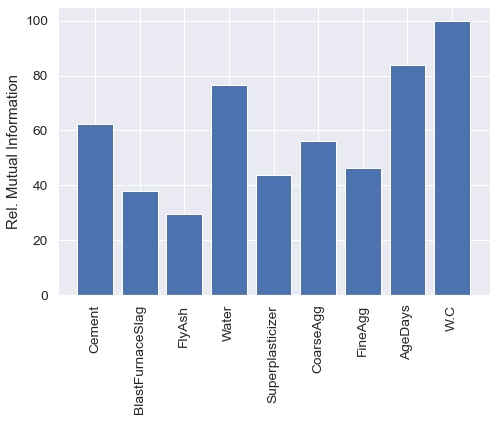 Rel. Mutual Information
100
80
60
40
20
0
Cement
BlastFurnaceSlag
FlyAsh
Water
Superplasticizer
CoarseAgg
FineAgg
AgeDays
W.C